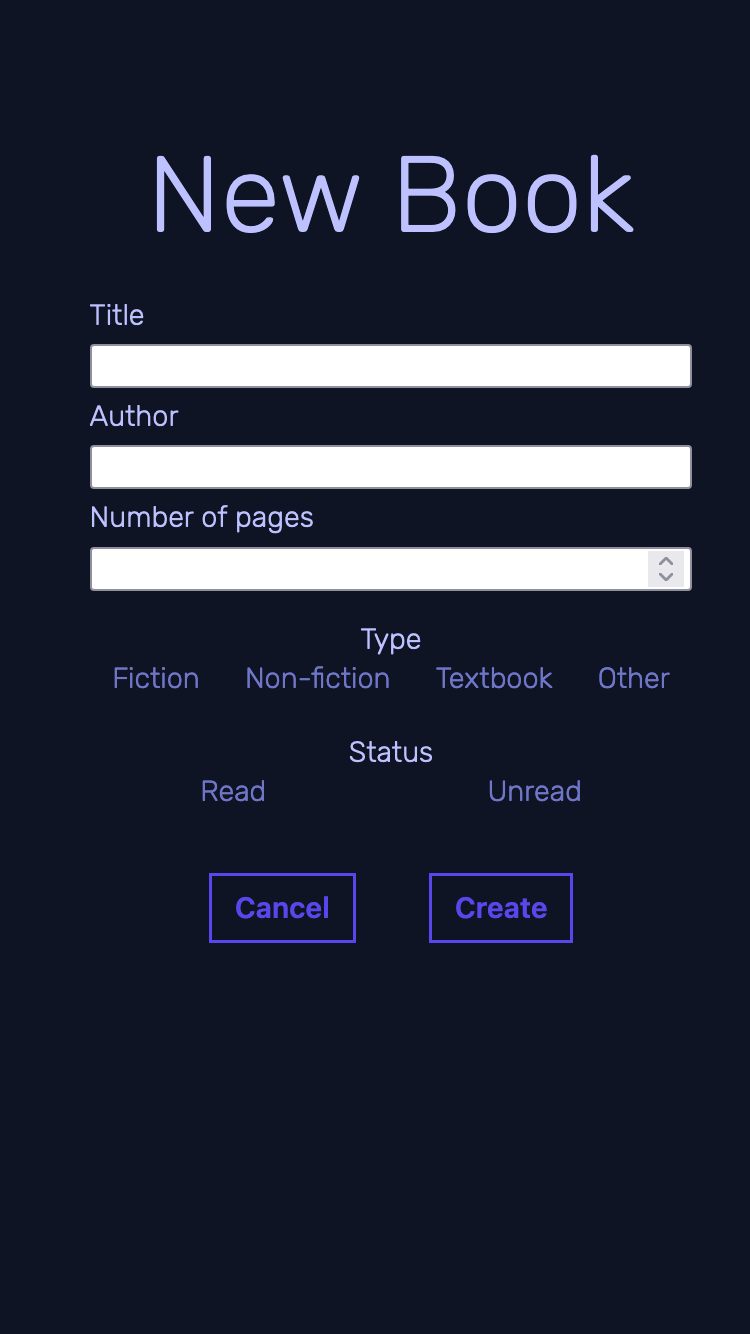 New Book
Title
Author
Number of pages
Type
Fiction Non-fiction Textbook Other
Status
Read Unread
Cancel Create